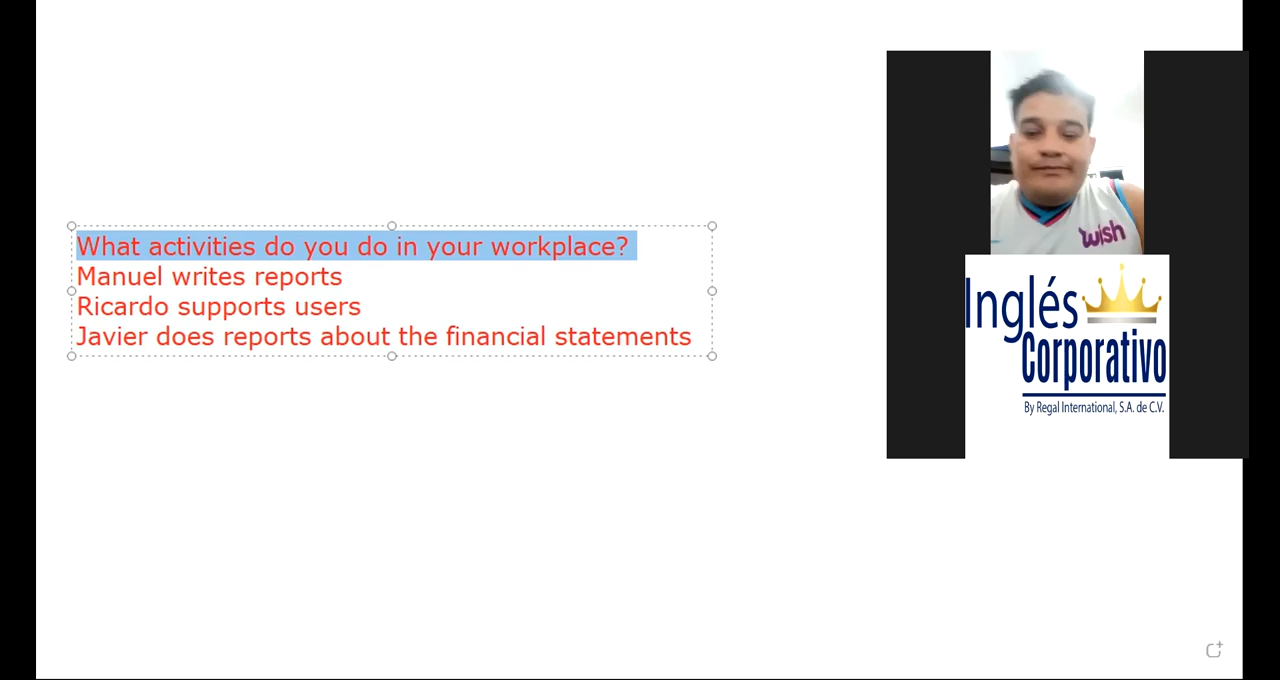 What activities do you do in your workplace?
Manuel writes reports
Ricardo supports users
Javier does reports about the financial statements
wish
Inglés
Corporativo
By Regal International, S.A. de C.V.